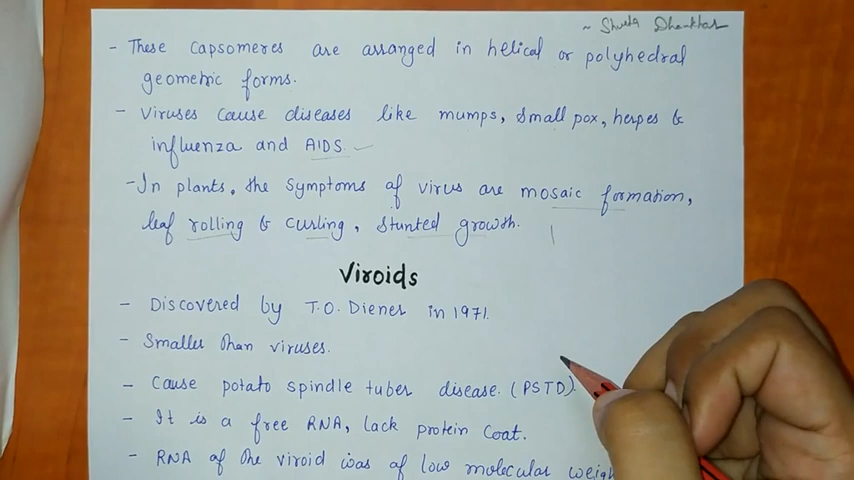 ~ Shweta Dhankhar
- These capsomeres are arranged in helical or polyhedral
geometric forms.
- Viruses cause diseases like mumps, small pox, herpes &
influenza and AIDS.
- In plants, the symptoms of virus are mosaic formation,
leaf rolling & curling, stunted growth.
Viroids
- Discovered by T.O. Diener in 1971.
- Smaller than viruses.
- Cause potato spindle tuber disease. (PSTD).
- It is a free RNA, lack protein coat.
- RNA of the viroid was of low molecular weigh